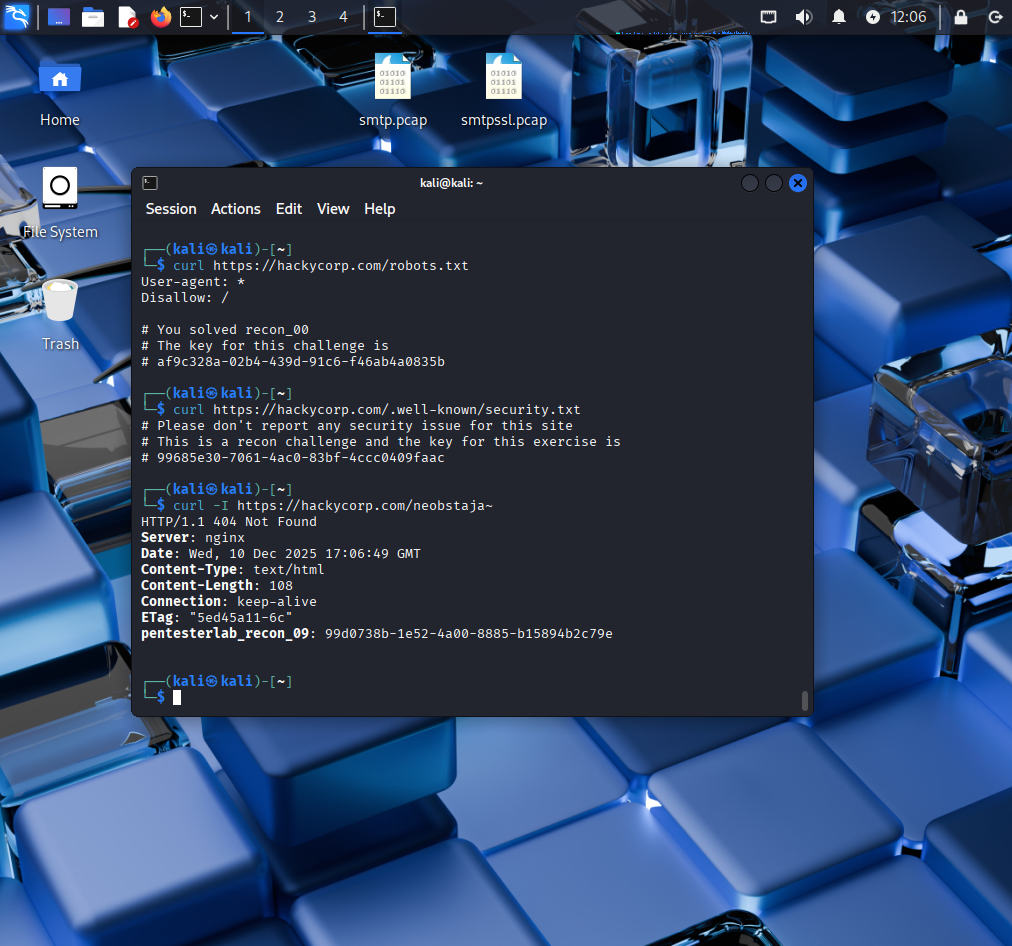 1 2 3 4 12:06
01010
01101
01110
01010
01101
01110
Home
smtp.pcap
smtpssl.pcap
kali@kali: ~
Session Actions Edit View Help
File System
Trash
┌──(kali㉿kali)-[~]
└─$ curl https://hackycorp.com/robots.txt
User-agent: *
Disallow: /
# You solved recon_00
# The key for this challenge is
# af9c328a-02b4-439d-91c6-f46ab4a0835b
┌──(kali㉿kali)-[~]
└─$ curl https://hackycorp.com/.well-known/security.txt
# Please don't report any security issue for this site
# This is a recon challenge and the key for this exercise is
# 99685e30-7061-4ac0-83bf-4ccc0409faac
┌──(kali㉿kali)-[~]
└─$ curl -I https://hackycorp.com/neobstaja~
HTTP/1.1 404 Not Found
Server: nginx
Date: Wed, 10 Dec 2025 17:06:49 GMT
Content-Type: text/html
Content-Length: 108
Connection: keep-alive
ETag: "5ed45a11-6c"
pentesterlab_recon_09: 99d0738b-1e52-4a00-8885-b15894b2c79e
┌──(kali㉿kali)-[~]
└─$